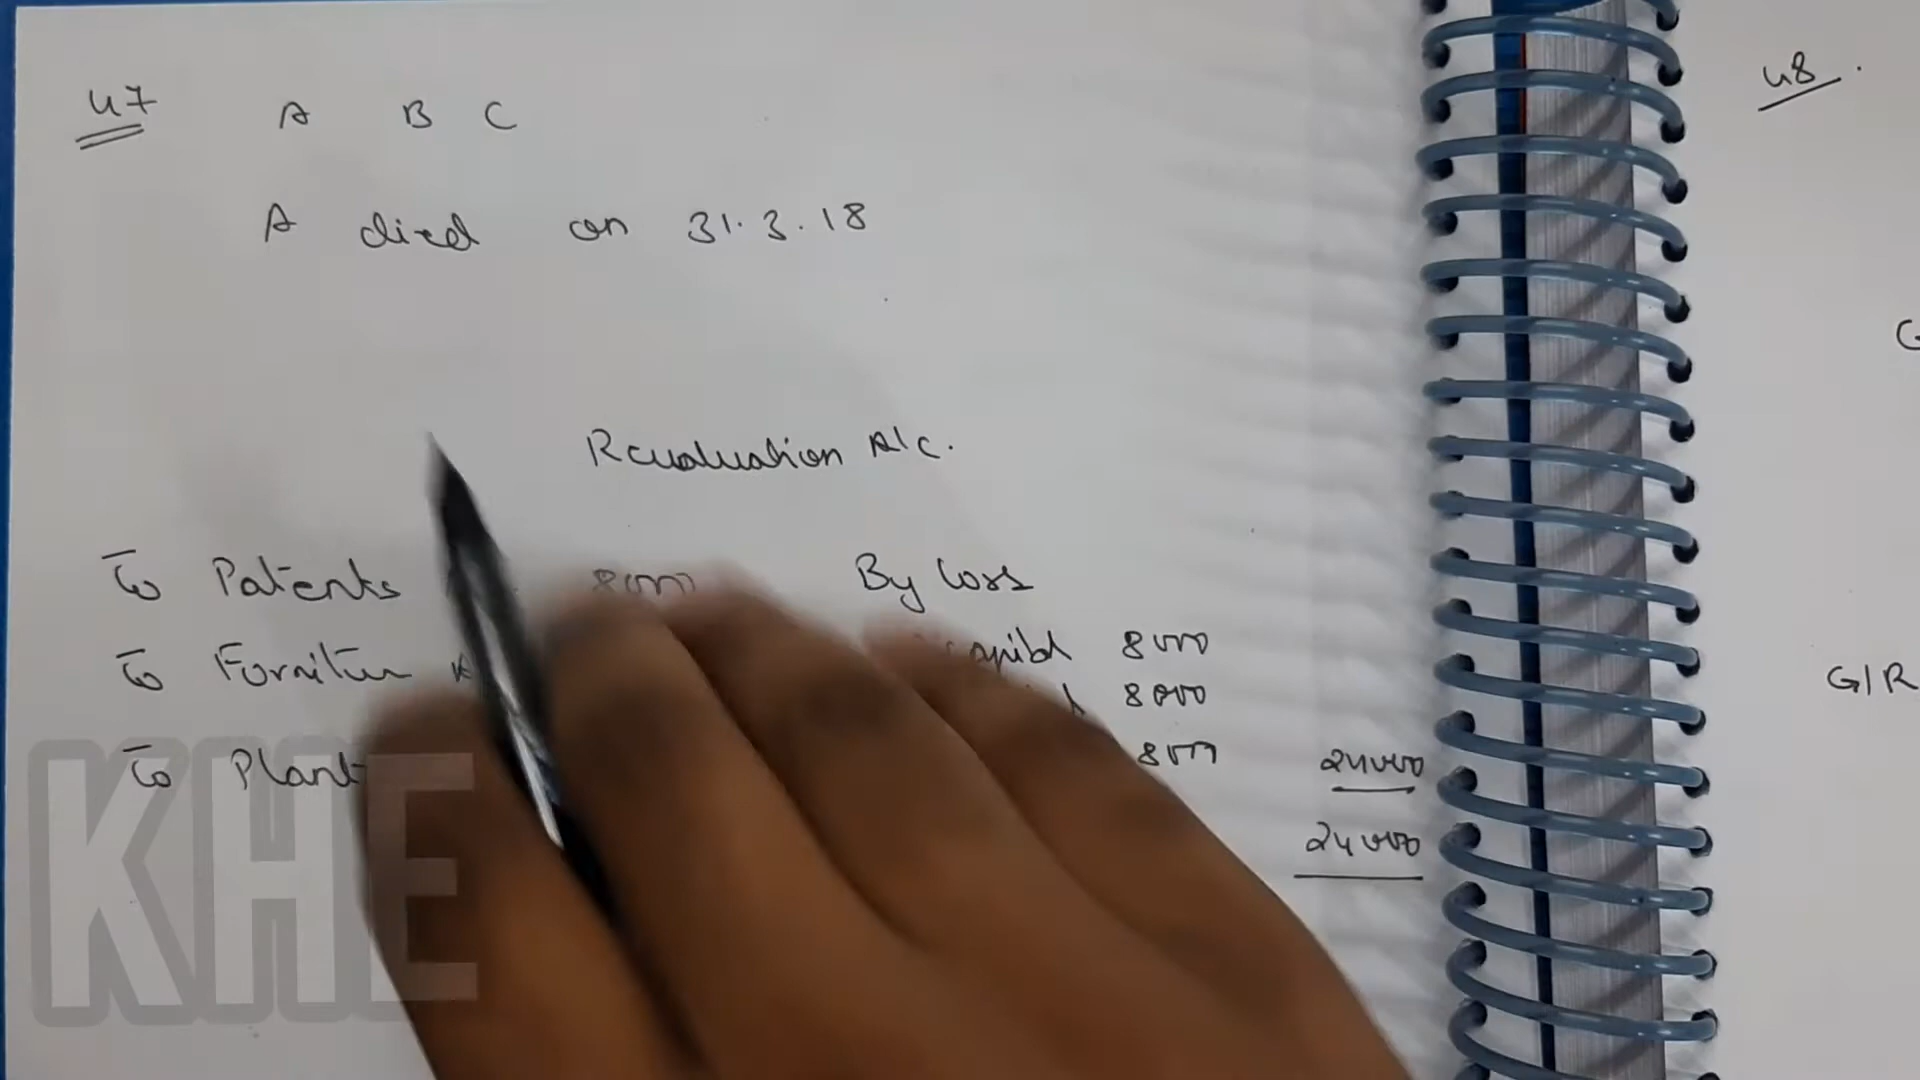 47 A B C
A died on 31.3.18
Revaluation A/c.
To Patents 8000 By loss
To Furniture 8000
8000
To Plant 8000 24000
24000
KHE
48.
G/R